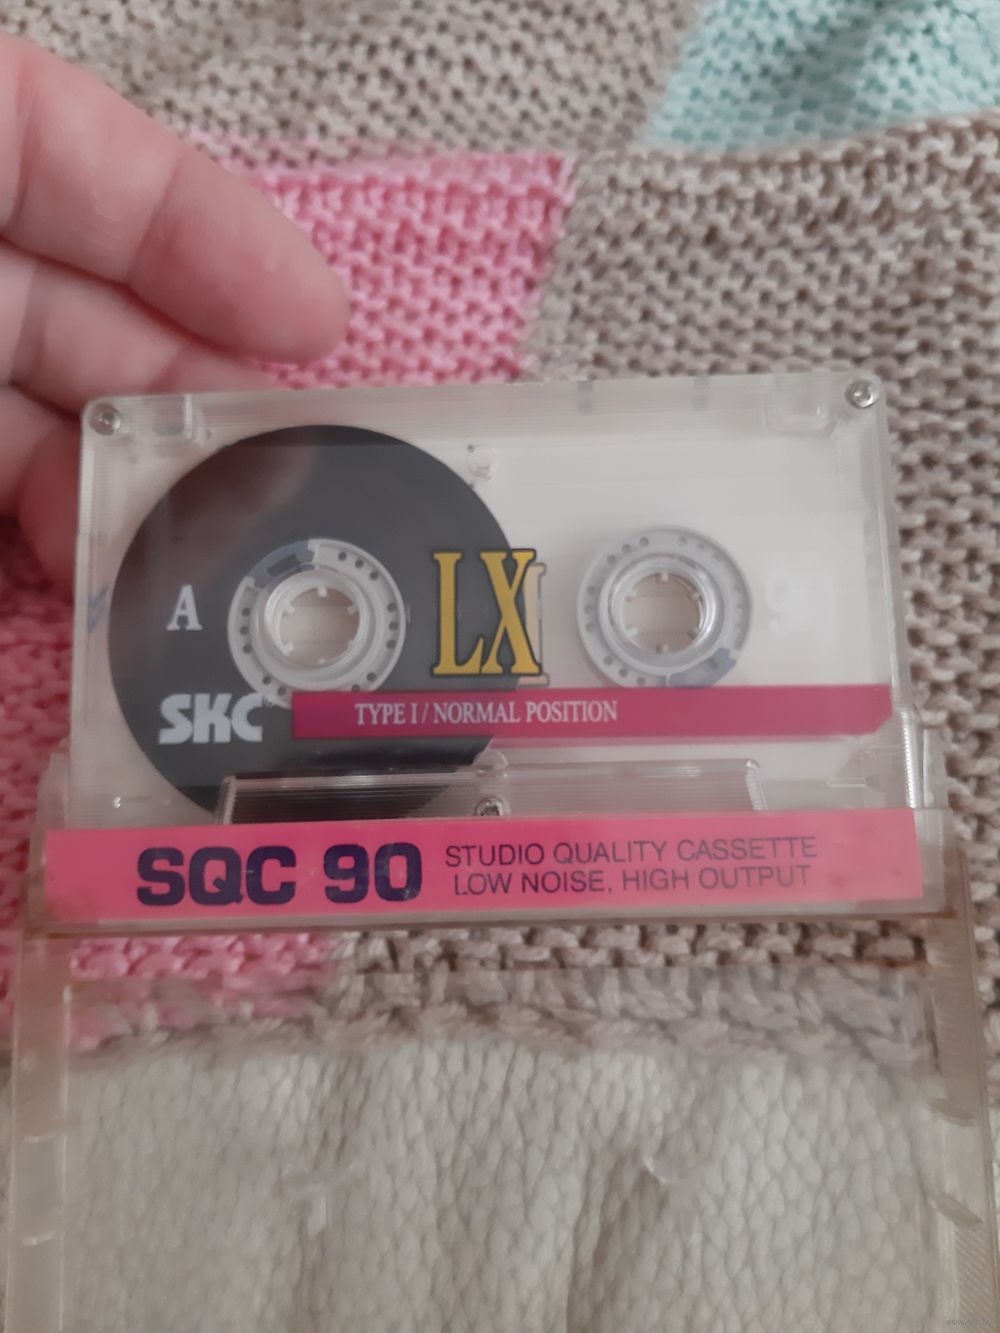 A
LX
SKC®
TYPE I / NORMAL POSITION
SQC 90
STUDIO QUALITY CASSETTE
LOW NOISE, HIGH OUTPUT